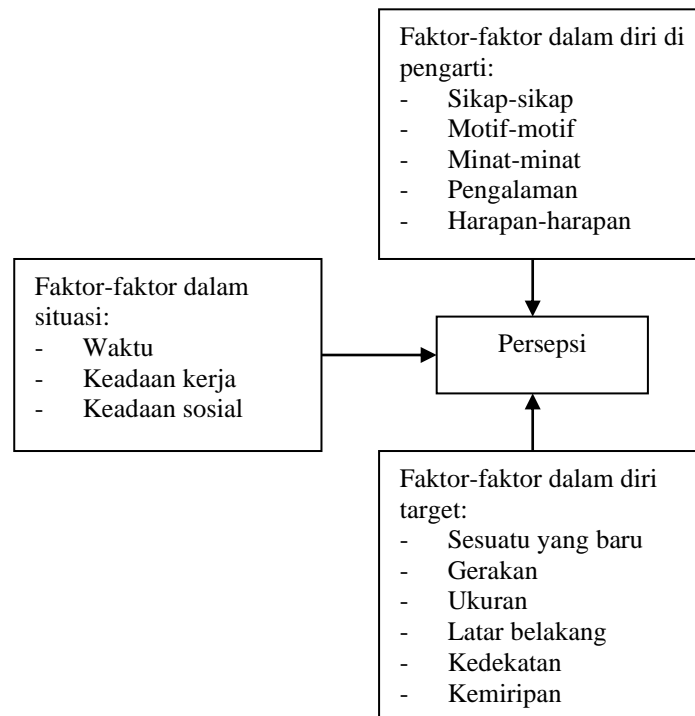 Faktor-faktor dalam diri di
pengarti:
- Sikap-sikap
- Motif-motif
- Minat-minat
- Pengalaman
- Harapan-harapan
Faktor-faktor dalam
situasi:
- Waktu
- Keadaan kerja
- Keadaan sosial
Persepsi
Faktor-faktor dalam diri
target:
- Sesuatu yang baru
- Gerakan
- Ukuran
- Latar belakang
- Kedekatan
- Kemiripan